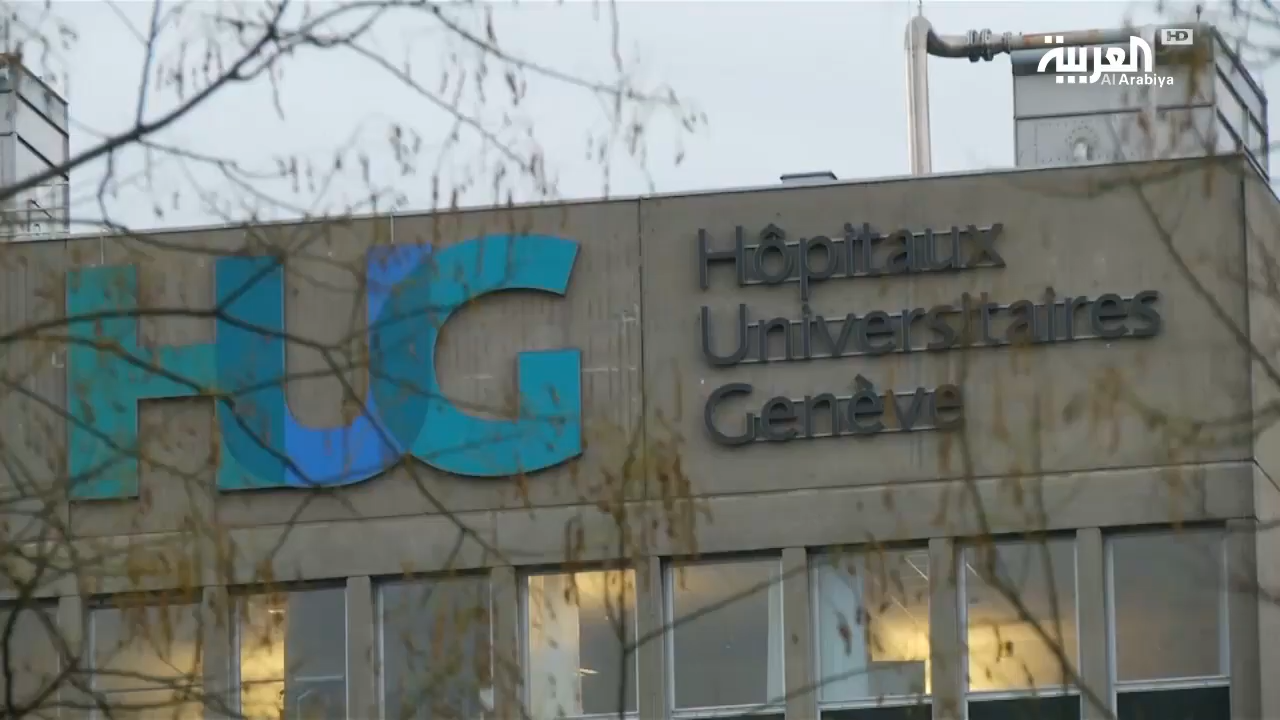 العربية HD
Al Arabiya
HUG
Hôpitaux
Universitaires
Genève